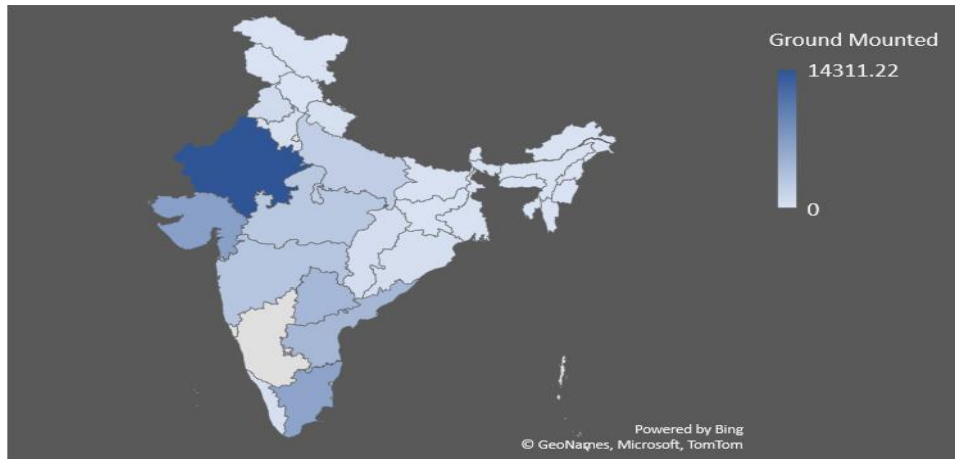 Ground Mounted
14311.22
0
Powered by Bing
© GeoNames, Microsoft, TomTom